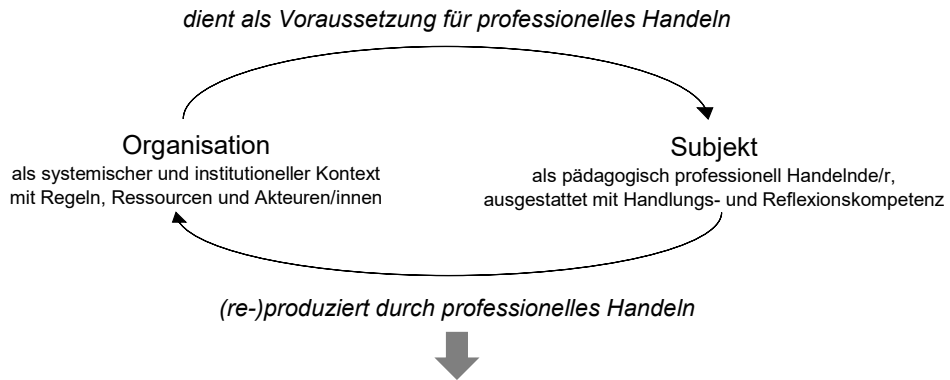 dient als Voraussetzung für professionelles Handeln
Organisation
als systemischer und institutioneller Kontext
mit Regeln, Ressourcen und Akteuren/innen
Subjekt
als pädagogisch professionell Handelnde/r,
ausgestattet mit Handlungs- und Reflexionskompetenz
(re-)produziert durch professionelles Handeln